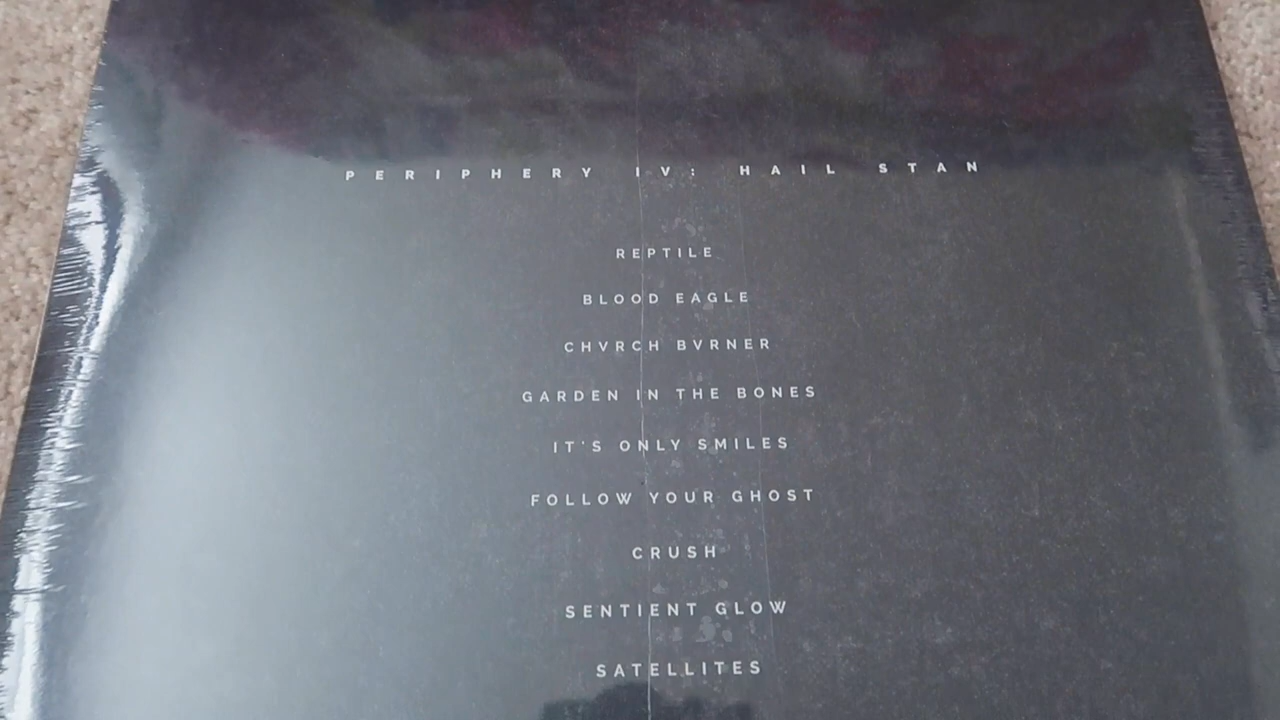 PERIPHERY IV: HAIL STAN
REPTILE
BLOOD EAGLE
CHVRCH BVRNER
GARDEN IN THE BONES
IT'S ONLY SMILES
FOLLOW YOUR GHOST
CRUSH
SENTIENT GLOW
SATELLITES